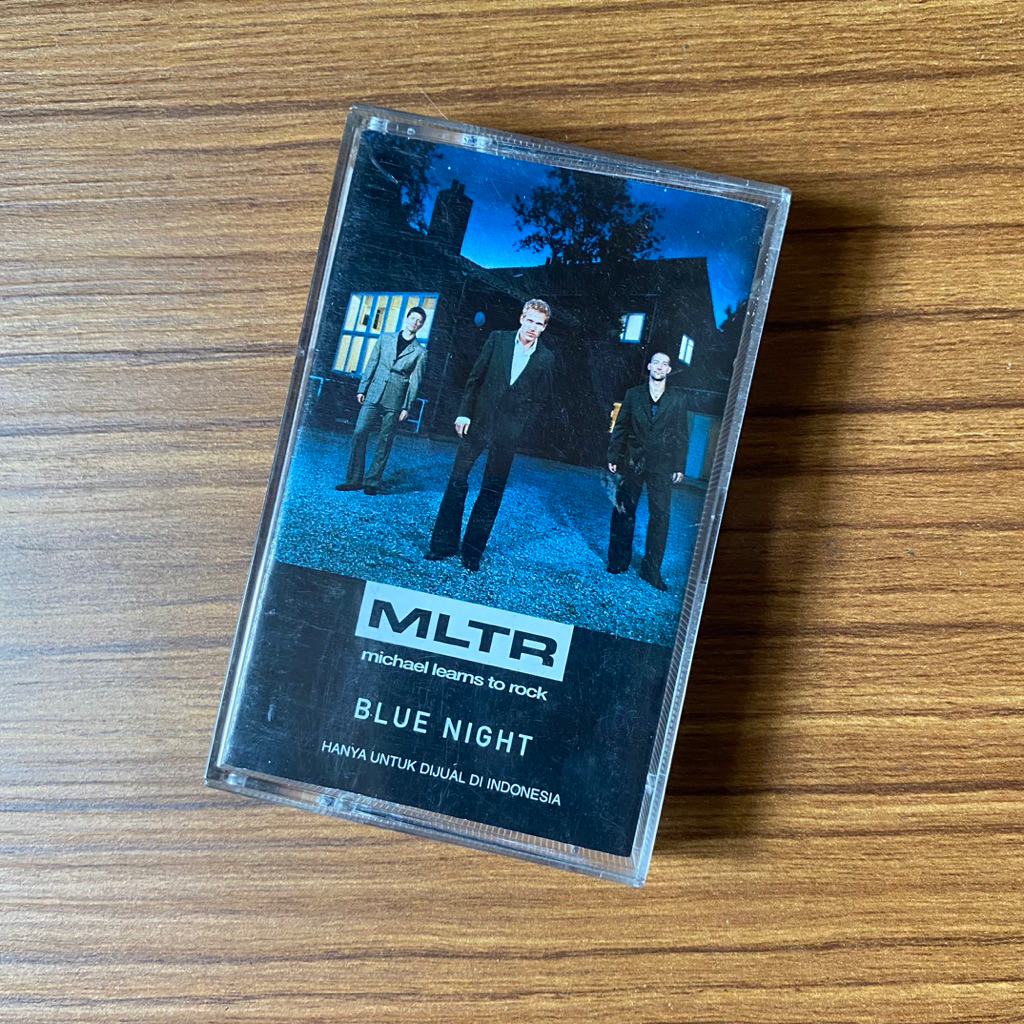 MLTR
michael learns to rock
BLUE NIGHT
HANYA UNTUK DIJUAL DI INDONESIA